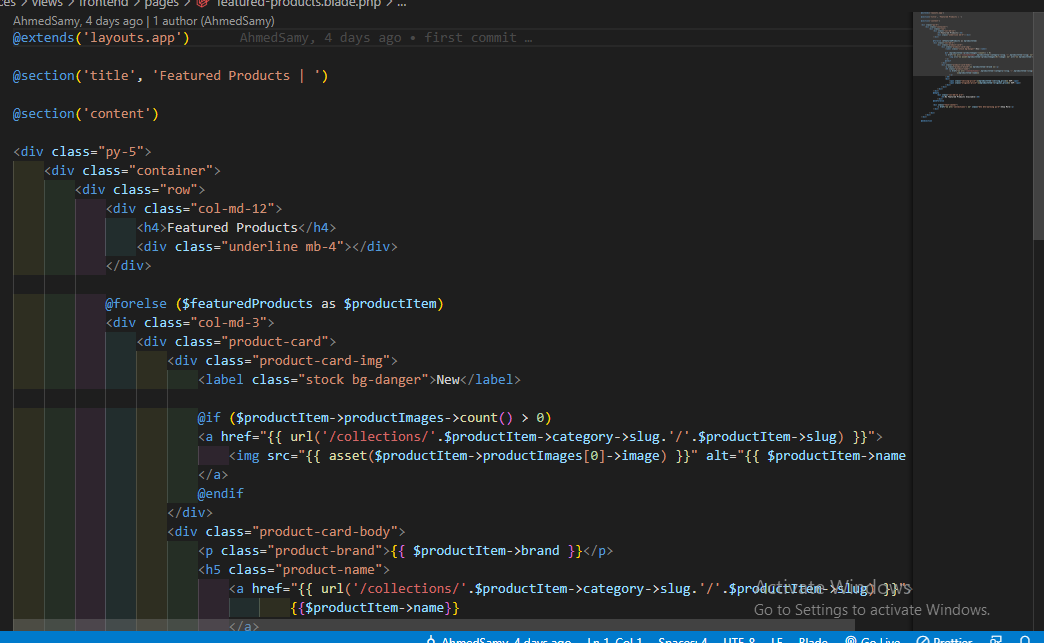 ces > views > frontend > pages > featured-products.blade.php > ...
AhmedSamy, 4 days ago | 1 author (AhmedSamy)
@extends('layouts.app') AhmedSamy, 4 days ago • first commit …
@section('title', 'Featured Products | ')
@section('content')
<div class="py-5">
<div class="container">
<div class="row">
<div class="col-md-12">
<h4>Featured Products</h4>
<div class="underline mb-4"></div>
</div>
@forelse ($featuredProducts as $productItem)
<div class="col-md-3">
<div class="product-card">
<div class="product-card-img">
<label class="stock bg-danger">New</label>
@if ($productItem->productImages->count() > 0)
<a href="{{ url('/collections/'.$productItem->category->slug.'/'.$productItem->slug) }}">
<img src="{{ asset($productItem->productImages[0]->image) }}" alt="{{ $productItem->name
</a>
@endif
</div>
<div class="product-card-body">
<p class="product-brand">{{ $productItem->brand }}</p>
<h5 class="product-name">
<a href="{{ url('/collections/'.$productItem->category->slug.'/'.$productItem->slug) }}">
{{$productItem->name}}
</a>
Activate Windows
Go to Settings to activate Windows.
AhmedSamy, 4 days ago Ln 1, Col 1 Spaces: 4 UTF-8 LF Blade Go Live Prettier